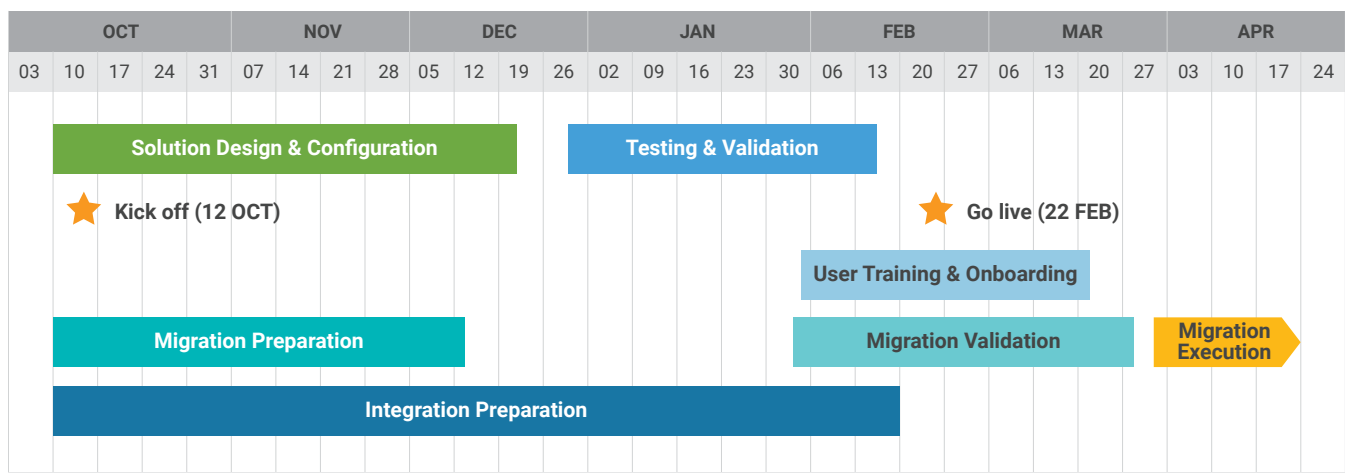 OCT NOV DEC JAN FEB MAR APR
03 10 17 24 31 07 14 21 28 05 12 19 26 02 09 16 23 30 06 13 20 27 06 13 20 27 03 10 17 24
Solution Design & Configuration Testing & Validation
Kick off (12 OCT) Go live (22 FEB)
User Training & Onboarding
Migration Preparation Migration Validation Migration
Execution
Integration Preparation